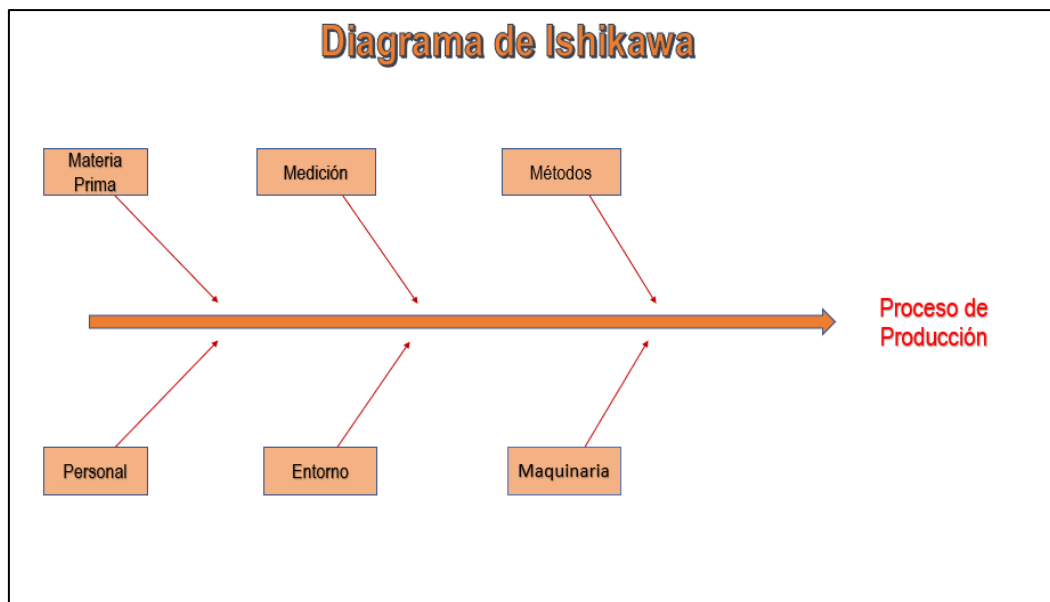 Diagrama de Ishikawa
Materia
Prima
Medición
Métodos
Proceso de
Producción
Personal
Entorno
Maquinaria